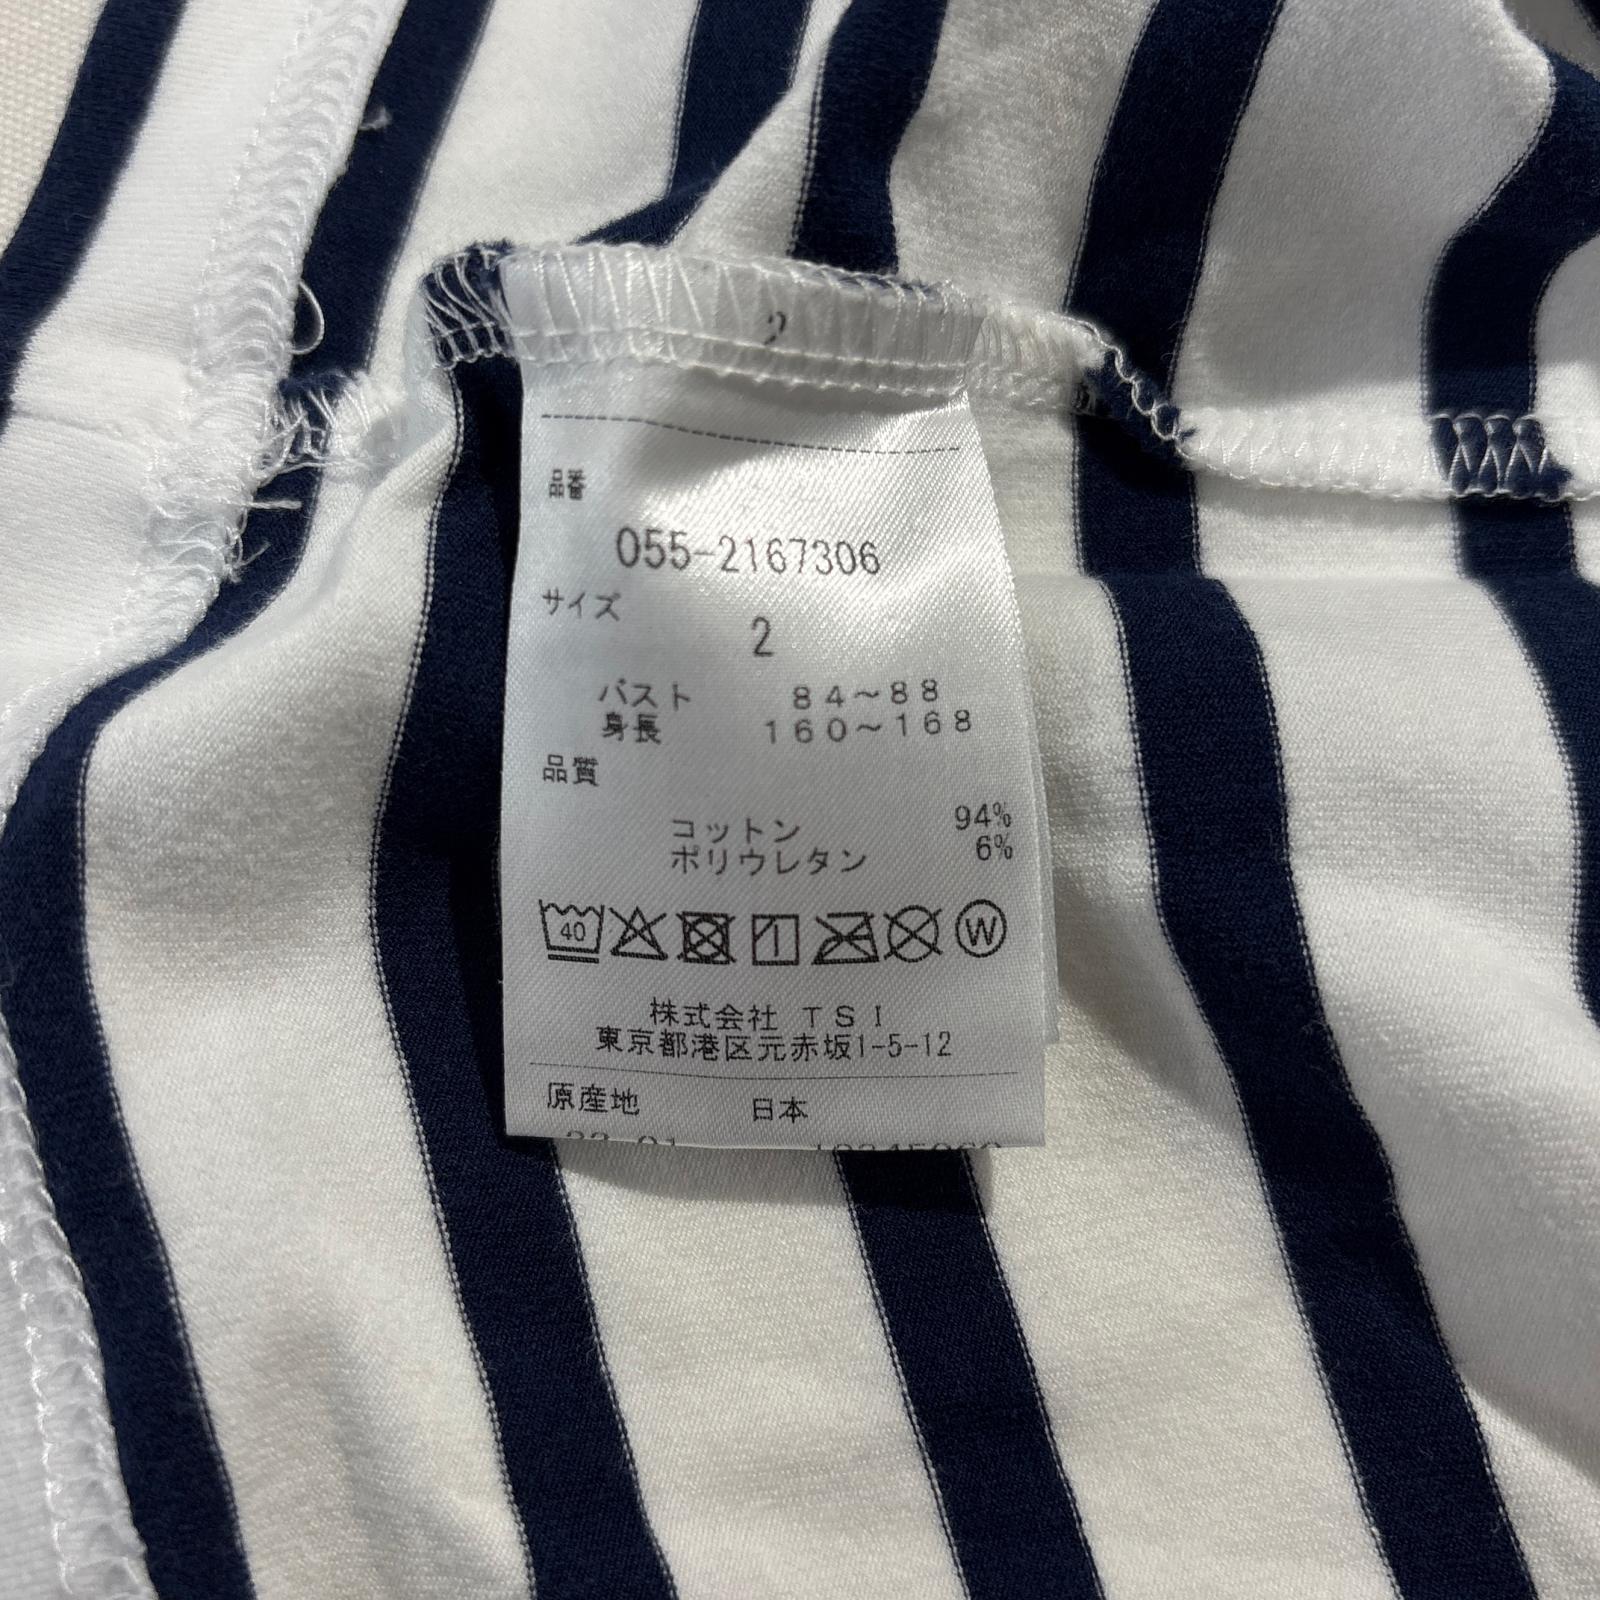 2
品番
055-2167306
サイズ
2
バスト 84～88
身長 160～168
品質
コットン 94%
ポリウレタン 6%
40
W
株式会社 TSI
東京都港区元赤坂1-5-12
原産地 日本